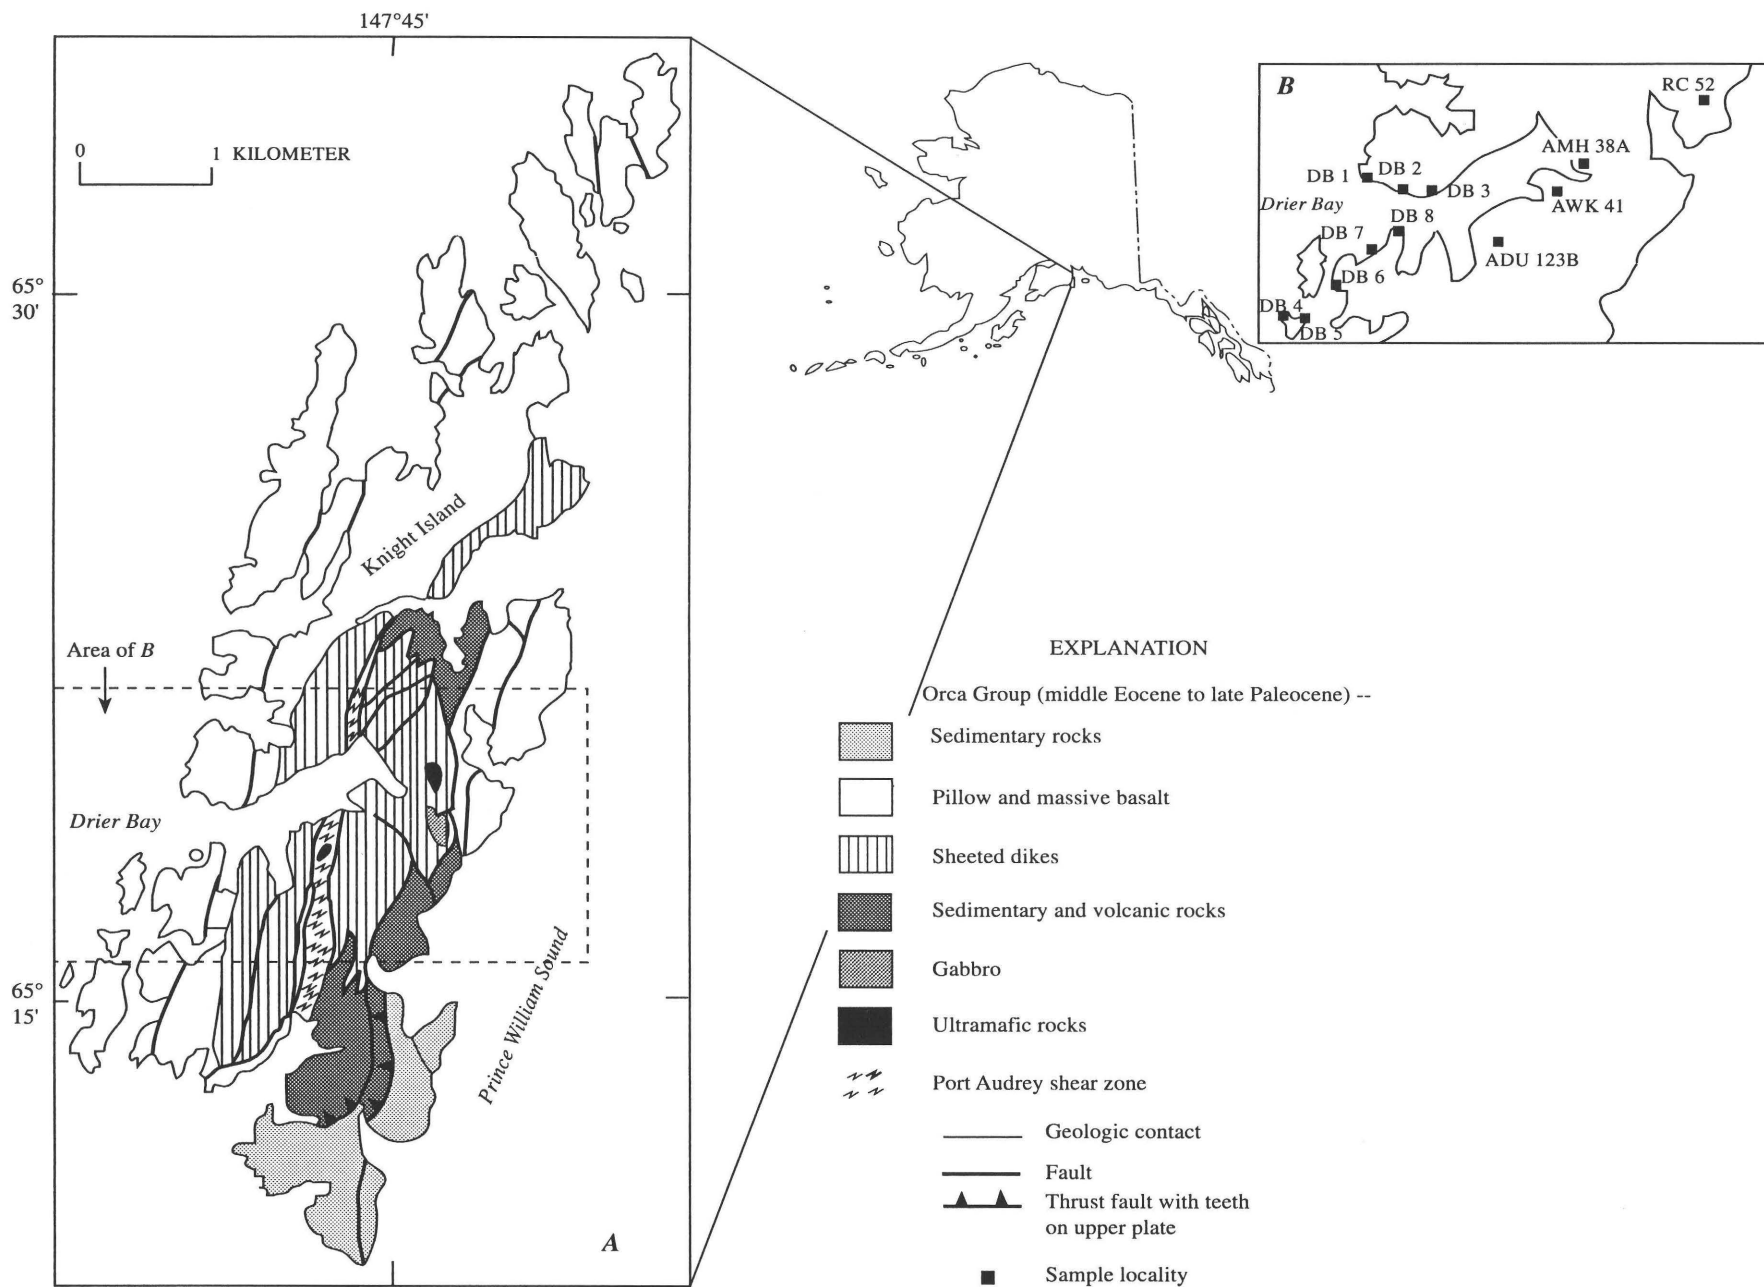 147°45'
0
1 KILOMETER
65°
30'
Knight Island
Area of B
Drier Bay
65°
15'
Prince William Sound
A
B
RC 52
AMH 38A
DB 1
DB 2
DB 3
AWK 41
Drier Bay
DB 8
DB 7
ADU 123B
DB 6
DB 4
DB 5
EXPLANATION
Orca Group (middle Eocene to late Paleocene) --
Sedimentary rocks
Pillow and massive basalt
Sheeted dikes
Sedimentary and volcanic rocks
Gabbro
Ultramafic rocks
Port Audrey shear zone
Geologic contact
Fault
Thrust fault with teeth
on upper plate
Sample locality